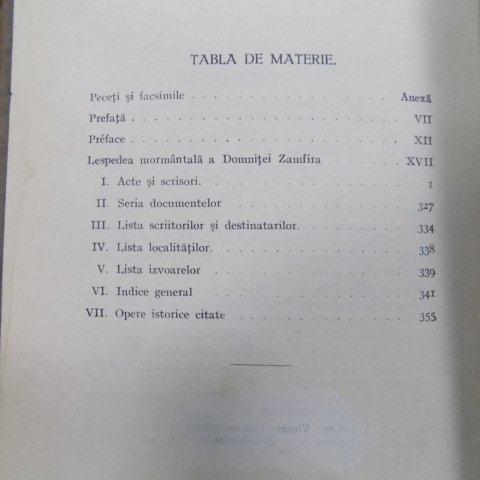 TABLA DE MATERIE.
Peceți și facsimile . . . . . . . . . . . . . Anexă
Prefață . . . . . . . . . . . . . . . VII
Préface . . . . . . . . . . . . . . . XII
Lespedea mormântală a Domniței Zamfira . . . . . XVII
I. Acte și scrisori. . . . . . . . . . . . 1
II. Seria documentelor . . . . . . . . . . 327
III. Lista scriitorilor și destinatarilor. . . . . . . 334
IV. Lista localităților. . . . . . . . . . . 338
V. Lista izvoarelor . . . . . . . . . . . 339
VI. Indice general . . . . . . . . . . . 341
VII. Opere istorice citate . . . . . . . . . 355